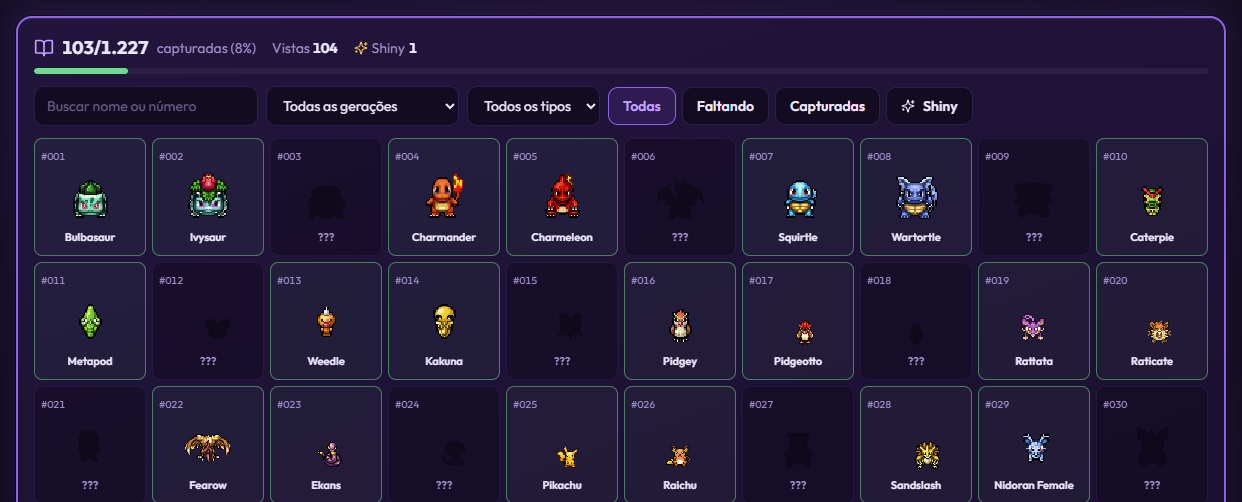 103/1.227 capturadas (8%) Vistas 104 Shiny 1
Buscar nome ou número Todas as gerações Todos os tipos Todas Faltando Capturadas Shiny
#001 #002 #003 #004 #005 #006 #007 #008 #009 #010
Bulbasaur Ivysaur ??? Charmander Charmeleon ??? Squirtle Wartortle ??? Caterpie
#011 #012 #013 #014 #015 #016 #017 #018 #019 #020
Metapod ??? Weedle Kakuna ??? Pidgey Pidgeotto ??? Rattata Raticate
#021 #022 #023 #024 #025 #026 #027 #028 #029 #030
??? Fearow Ekans ??? Pikachu Raichu ??? Sandslash Nidoran Female ???